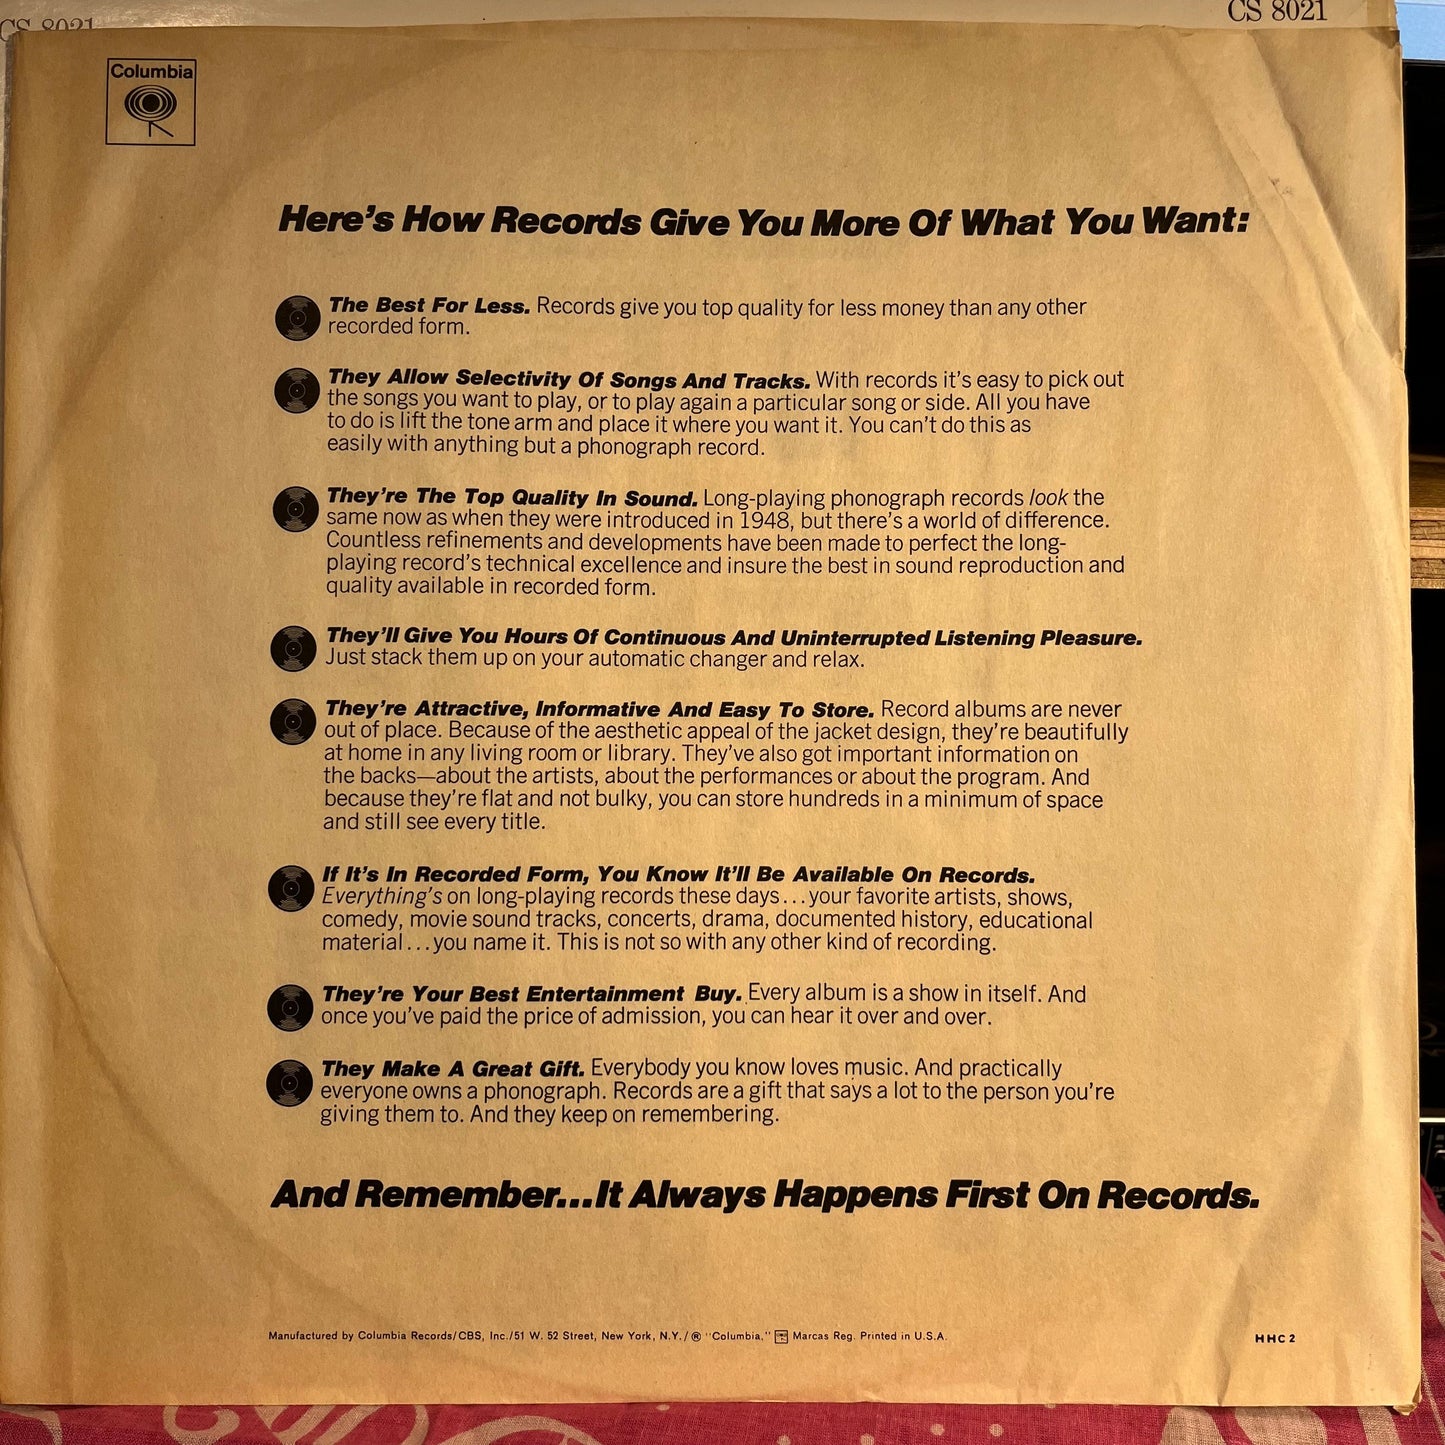 CS 8021
CS 8021
Columbia
Here's How Records Give You More Of What You Want:
The Best For Less. Records give you top quality for less money than any other
recorded form.
They Allow Selectivity Of Songs And Tracks. With records it's easy to pick out
the songs you want to play, or to play again a particular song or side. All you have
to do is lift the tone arm and place it where you want it. You can't do this as
easily with anything but a phonograph record.
They're The Top Quality In Sound. Long-playing phonograph records look the
same now as when they were introduced in 1948, but there's a world of difference.
Countless refinements and developments have been made to perfect the long-
playing record's technical excellence and insure the best in sound reproduction and
quality available in recorded form.
They'll Give You Hours Of Continuous And Uninterrupted Listening Pleasure.
Just stack them up on your automatic changer and relax.
They're Attractive, Informative And Easy To Store. Record albums are never
out of place. Because of the aesthetic appeal of the jacket design, they're beautifully
at home in any living room or library. They've also got important information on
the backs—about the artists, about the performances or about the program. And
because they're flat and not bulky, you can store hundreds in a minimum of space
and still see every title.
If It's In Recorded Form, You Know It'll Be Available On Records.
Everything's on long-playing records these days...your favorite artists, shows,
comedy, movie sound tracks, concerts, drama, documented history, educational
material...you name it. This is not so with any other kind of recording.
They're Your Best Entertainment Buy. Every album is a show in itself. And
once you've paid the price of admission, you can hear it over and over.
They Make A Great Gift. Everybody you know loves music. And practically
everyone owns a phonograph. Records are a gift that says a lot to the person you're
giving them to. And they keep on remembering.
And Remember...It Always Happens First On Records.
Manufactured by Columbia Records/CBS, Inc./51 W. 52 Street, New York, N.Y./® "Columbia," Marcas Reg. Printed in U.S.A.
HHC 2